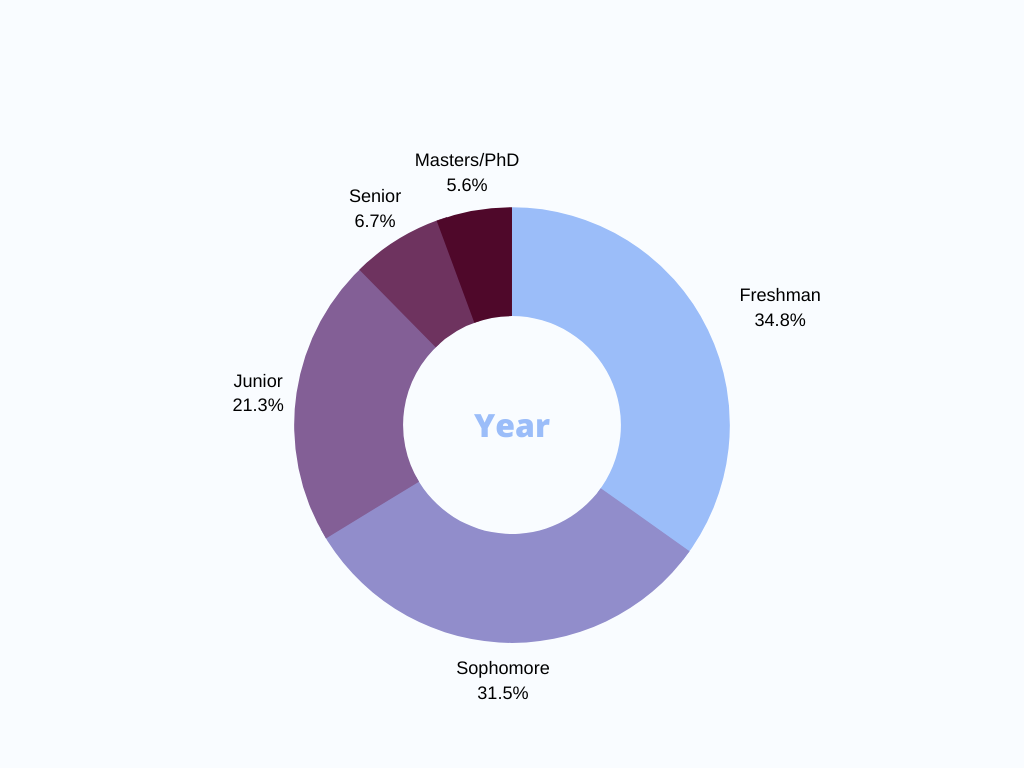 Masters/PhD
5.6%
Senior
6.7%
Freshman
34.8%
Junior
21.3%
Year
Sophomore
31.5%